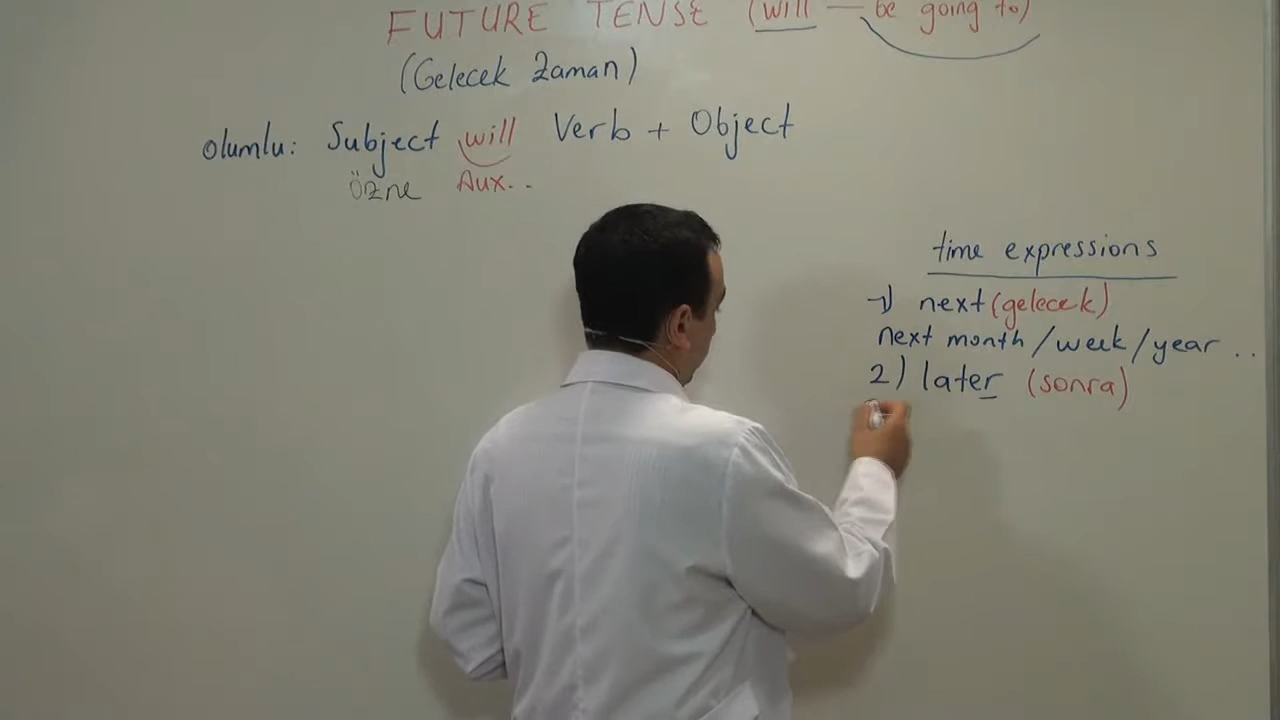 FUTURE TENSE (will — be going to)
(Gelecek Zaman)
olumlu: Subject will Verb + Object
Özne Aux..
time expressions
1) next (gelecek)
next month / week / year ..
2) later (sonra)